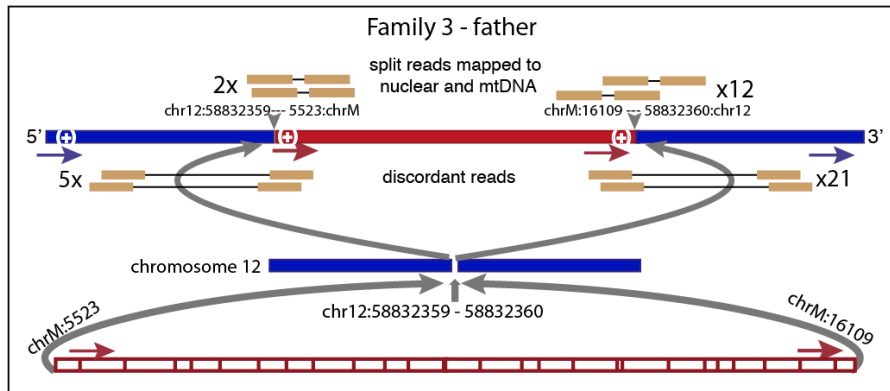 Family 3 - father
2x
split reads mapped to
nuclear and mtDNA
x12
chr12:58832359--- 5523:chrM
chrM:16109 --- 58832360:chr12
5'
+
+
+
3'
5x
discordant reads
x21
chromosome 12
chr12:58832359 - 58832360
chrM:5523
chrM:16109